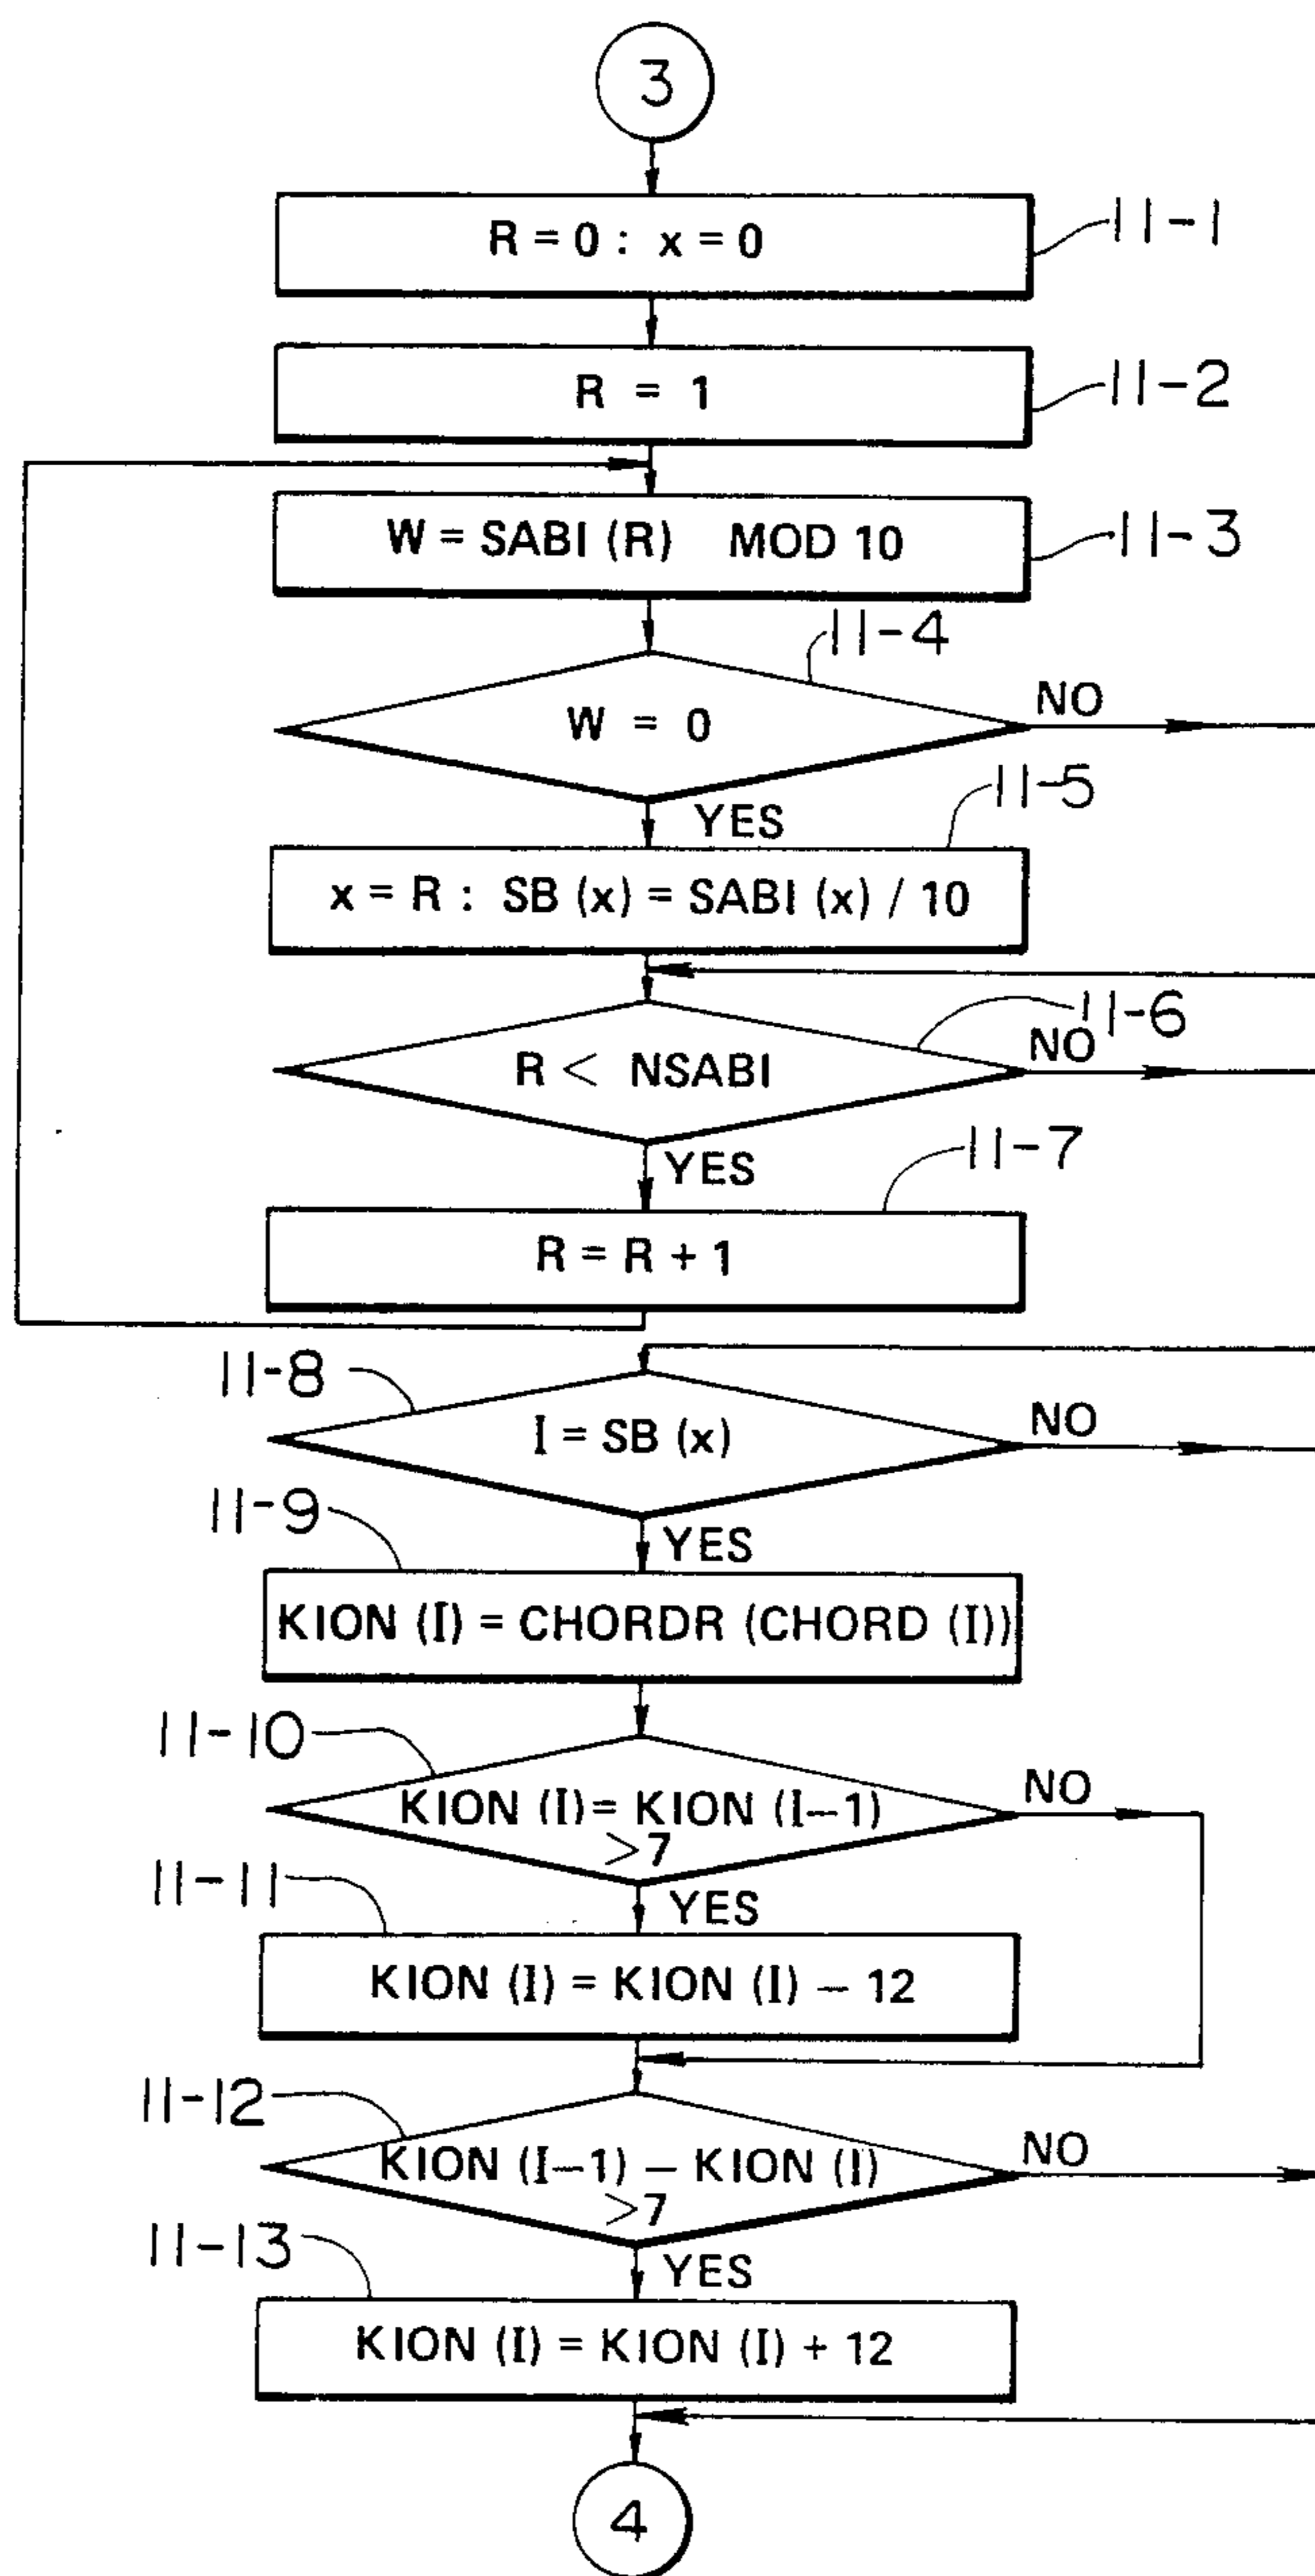 3
R = 0 : x = 0
11-1
R = 1
11-2
W = SABI (R) MOD 10
11-3
11-4
W = 0
NO
YES
11-5
x = R : SB (x) = SABI (x) / 10
11-6
R < NSABI
NO
YES
11-7
R = R + 1
11-8
I = SB (x)
NO
11-9
YES
KION (I) = CHORDR (CHORD (I))
11-10
KION (I) = KION (I-1)
>7
NO
11-11
YES
KION (I) = KION (I) - 12
11-12
KION (I-1) - KION (I)
>7
NO
11-13
YES
KION (I) = KION (I) + 12
4